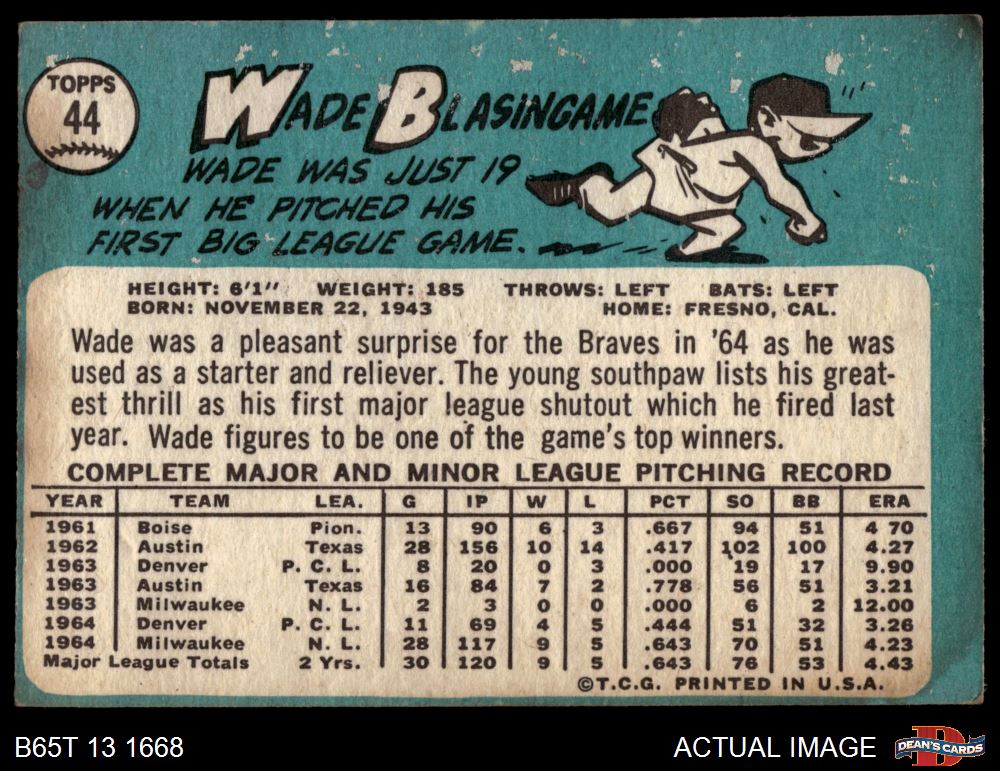 TOPPS
44
WADE BLASINGAME
WADE WAS JUST 19
WHEN HE PITCHED HIS
FIRST BIG LEAGUE GAME.
HEIGHT: 6'1" WEIGHT: 185 THROWS: LEFT BATS: LEFT
BORN: NOVEMBER 22, 1943 HOME: FRESNO, CAL.
Wade was a pleasant surprise for the Braves in '64 as he was
used as a starter and reliever. The young southpaw lists his great-
est thrill as his first major league shutout which he fired last
year. Wade figures to be one of the game's top winners.
COMPLETE MAJOR AND MINOR LEAGUE PITCHING RECORD
YEAR TEAM LEA. G IP W L PCT SO BB ERA
1961 Boise Pion. 13 90 6 3 .667 94 51 4 70
1962 Austin Texas 28 156 10 14 .417 102 100 4.27
1963 Denver P. C. L. 8 20 0 3 .000 19 17 9.90
1963 Austin Texas 16 84 7 2 .778 56 51 3.21
1963 Milwaukee N. L. 2 3 0 0 .000 6 2 12.00
1964 Denver P. C. L. 11 69 4 5 .444 51 32 3.26
1964 Milwaukee N. L. 28 117 9 5 .643 70 51 4.23
Major League Totals 2 Yrs. 30 120 9 5 .643 76 53 4.43
©T.C.G. PRINTED IN U.S.A.
B65T 13 1668 ACTUAL IMAGE DEAN'S CARDS